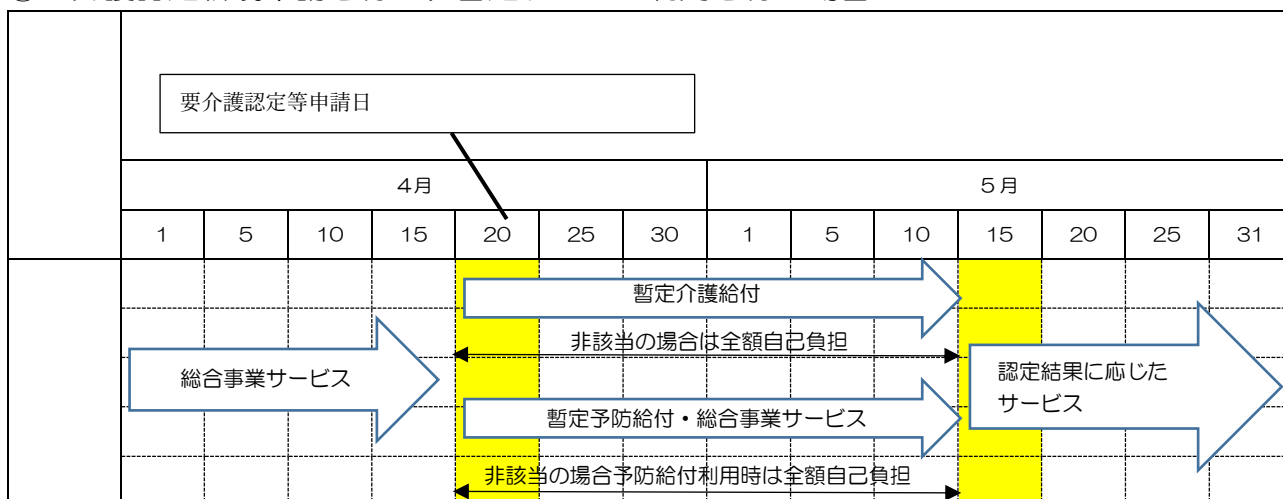 要介護認定等申請日
4月 5月
1 5 10 15 20 25 30 1 5 10 15 20 25 31
暫定介護給付
非該当の場合は全額自己負担
総合事業サービス
認定結果に応じた
サービス
暫定予防給付・総合事業サービス
非該当の場合予防給付利用時は全額自己負担